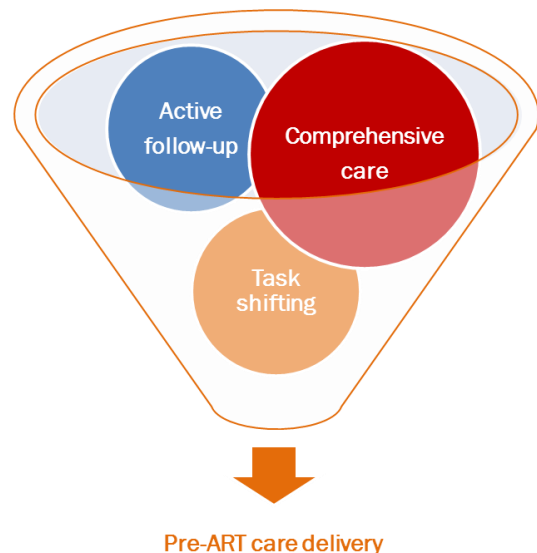 Active
follow-up
Comprehensive
care
Task
shifting
Pre-ART care delivery